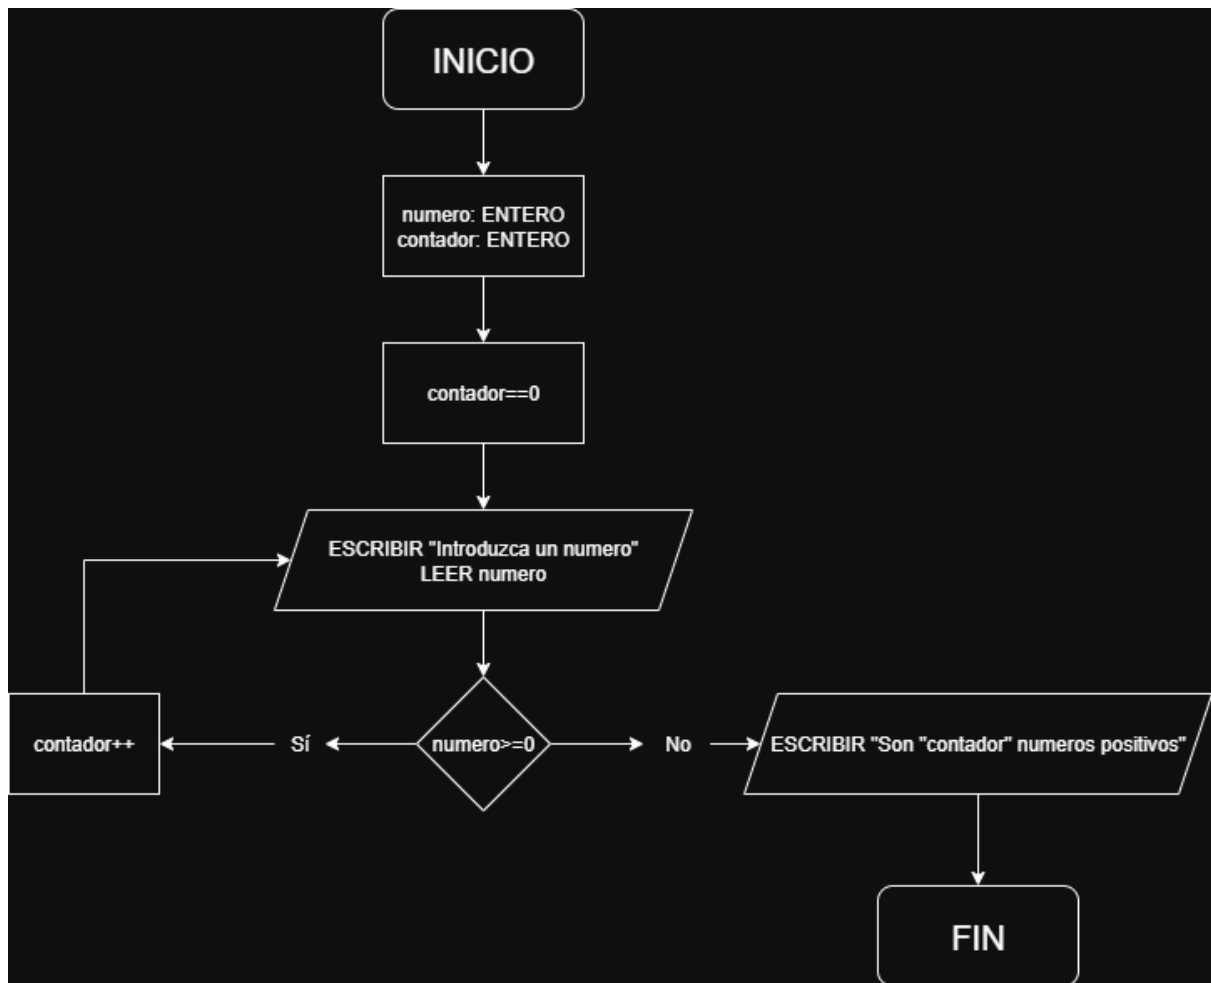 INICIO
numero: ENTERO
contador: ENTERO
contador==0
ESCRIBIR "Introduzca un numero"
LEER numero
contador++
Sí
numero>=0
No
ESCRIBIR "Son "contador" numeros positivos"
FIN